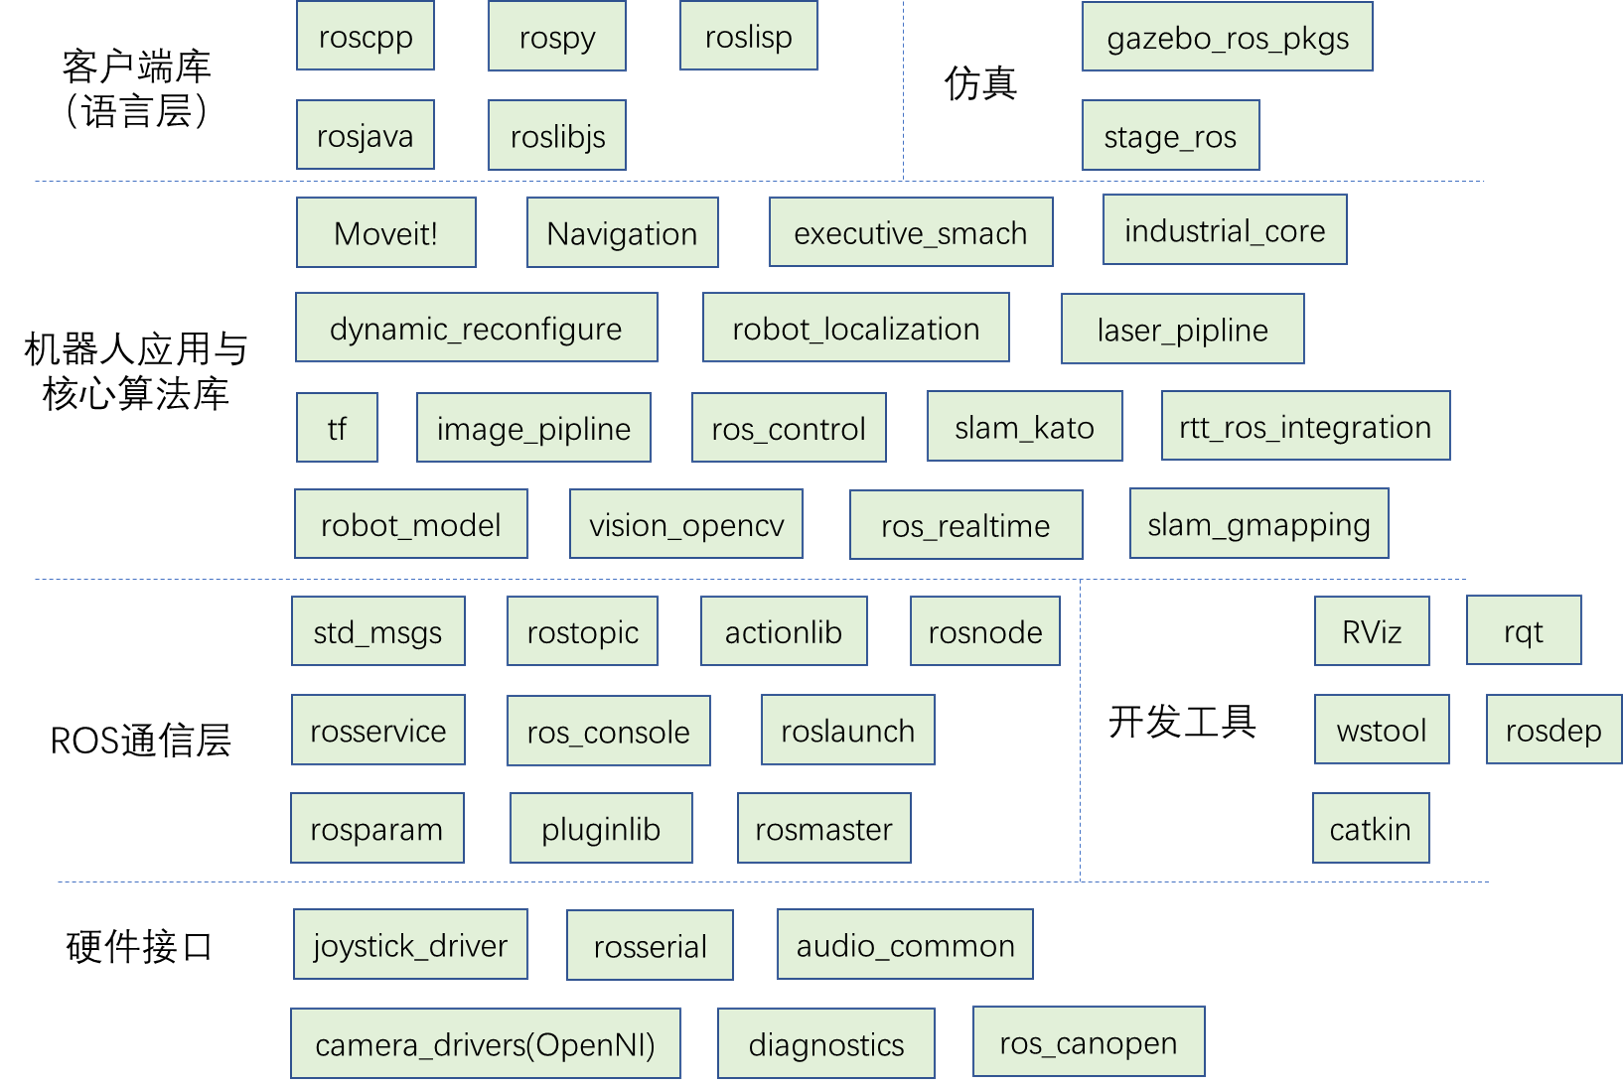 客户端库
（语言层）
roscpp
rospy
roslisp
rosjava
roslibjs
仿真
gazebo_ros_pkgs
stage_ros
机器人应用与
核心算法库
Moveit!
Navigation
executive_smach
industrial_core
dynamic_reconfigure
robot_localization
laser_pipline
tf
image_pipline
ros_control
slam_kato
rtt_ros_integration
robot_model
vision_opencv
ros_realtime
slam_gmapping
ROS通信层
std_msgs
rostopic
actionlib
rosnode
rosservice
ros_console
roslaunch
rosparam
pluginlib
rosmaster
开发工具
RViz
rqt
wstool
rosdep
catkin
硬件接口
joystick_driver
rosserial
audio_common
camera_drivers(OpenNI)
diagnostics
ros_canopen